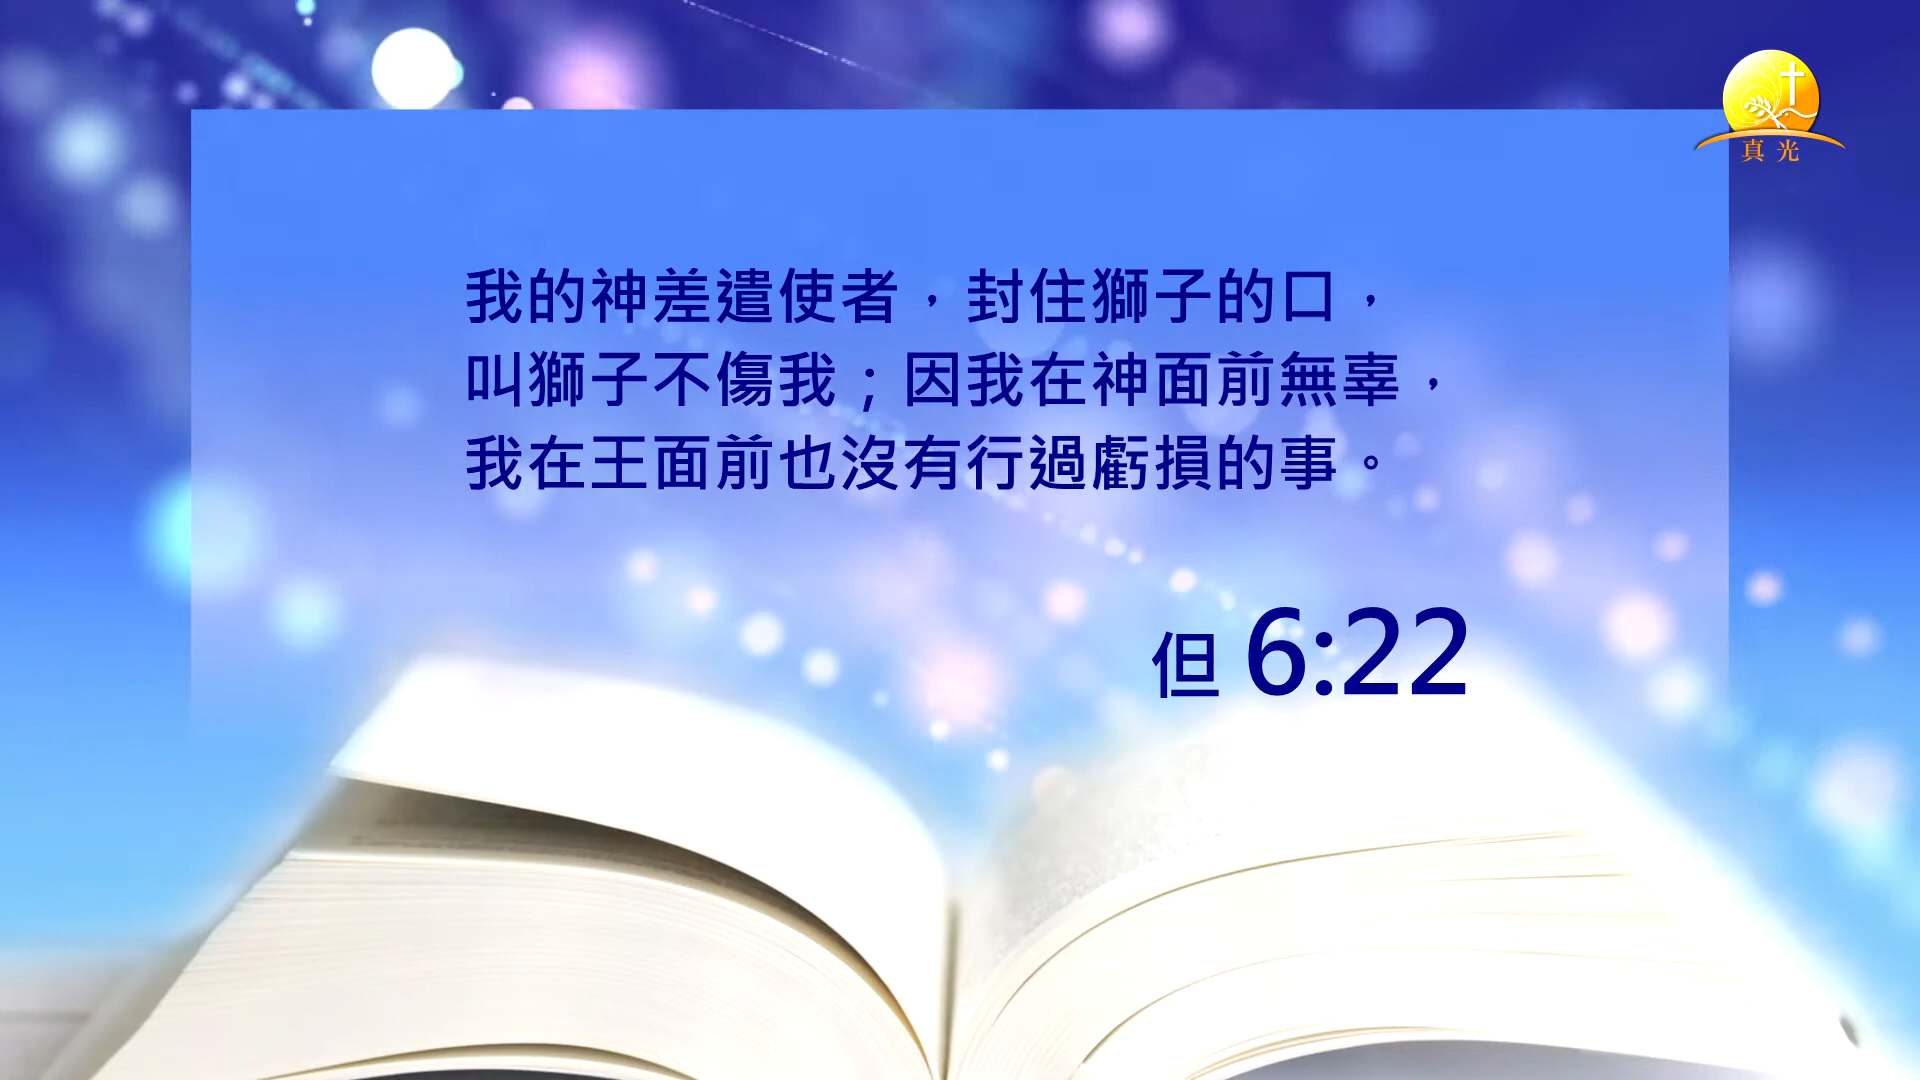 真光
我的神差遣使者，封住獅子的口，
叫獅子不傷我；因我在神面前無辜，
我在王面前也沒有行過虧損的事。
但 6:22